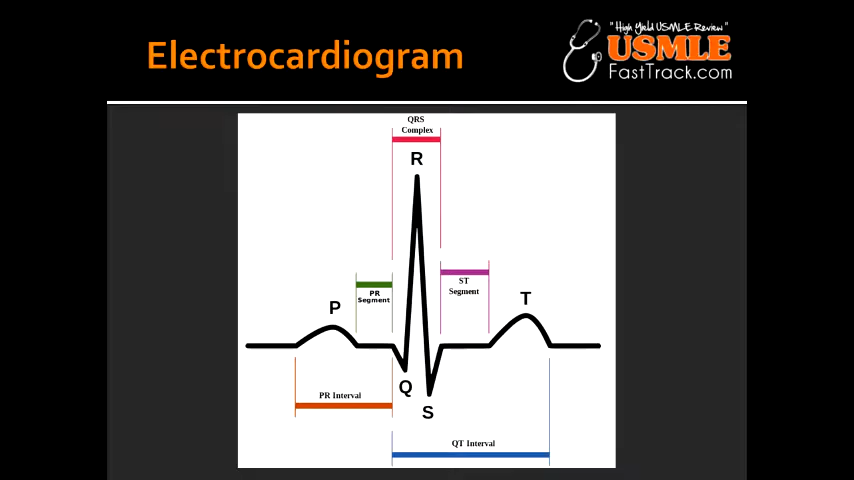 Electrocardiogram
"High Yield USMLE Review"
USMLE
FastTrack.com
QRS
Complex
R
PR
Segment
ST
Segment
P
T
Q
S
PR Interval
QT Interval